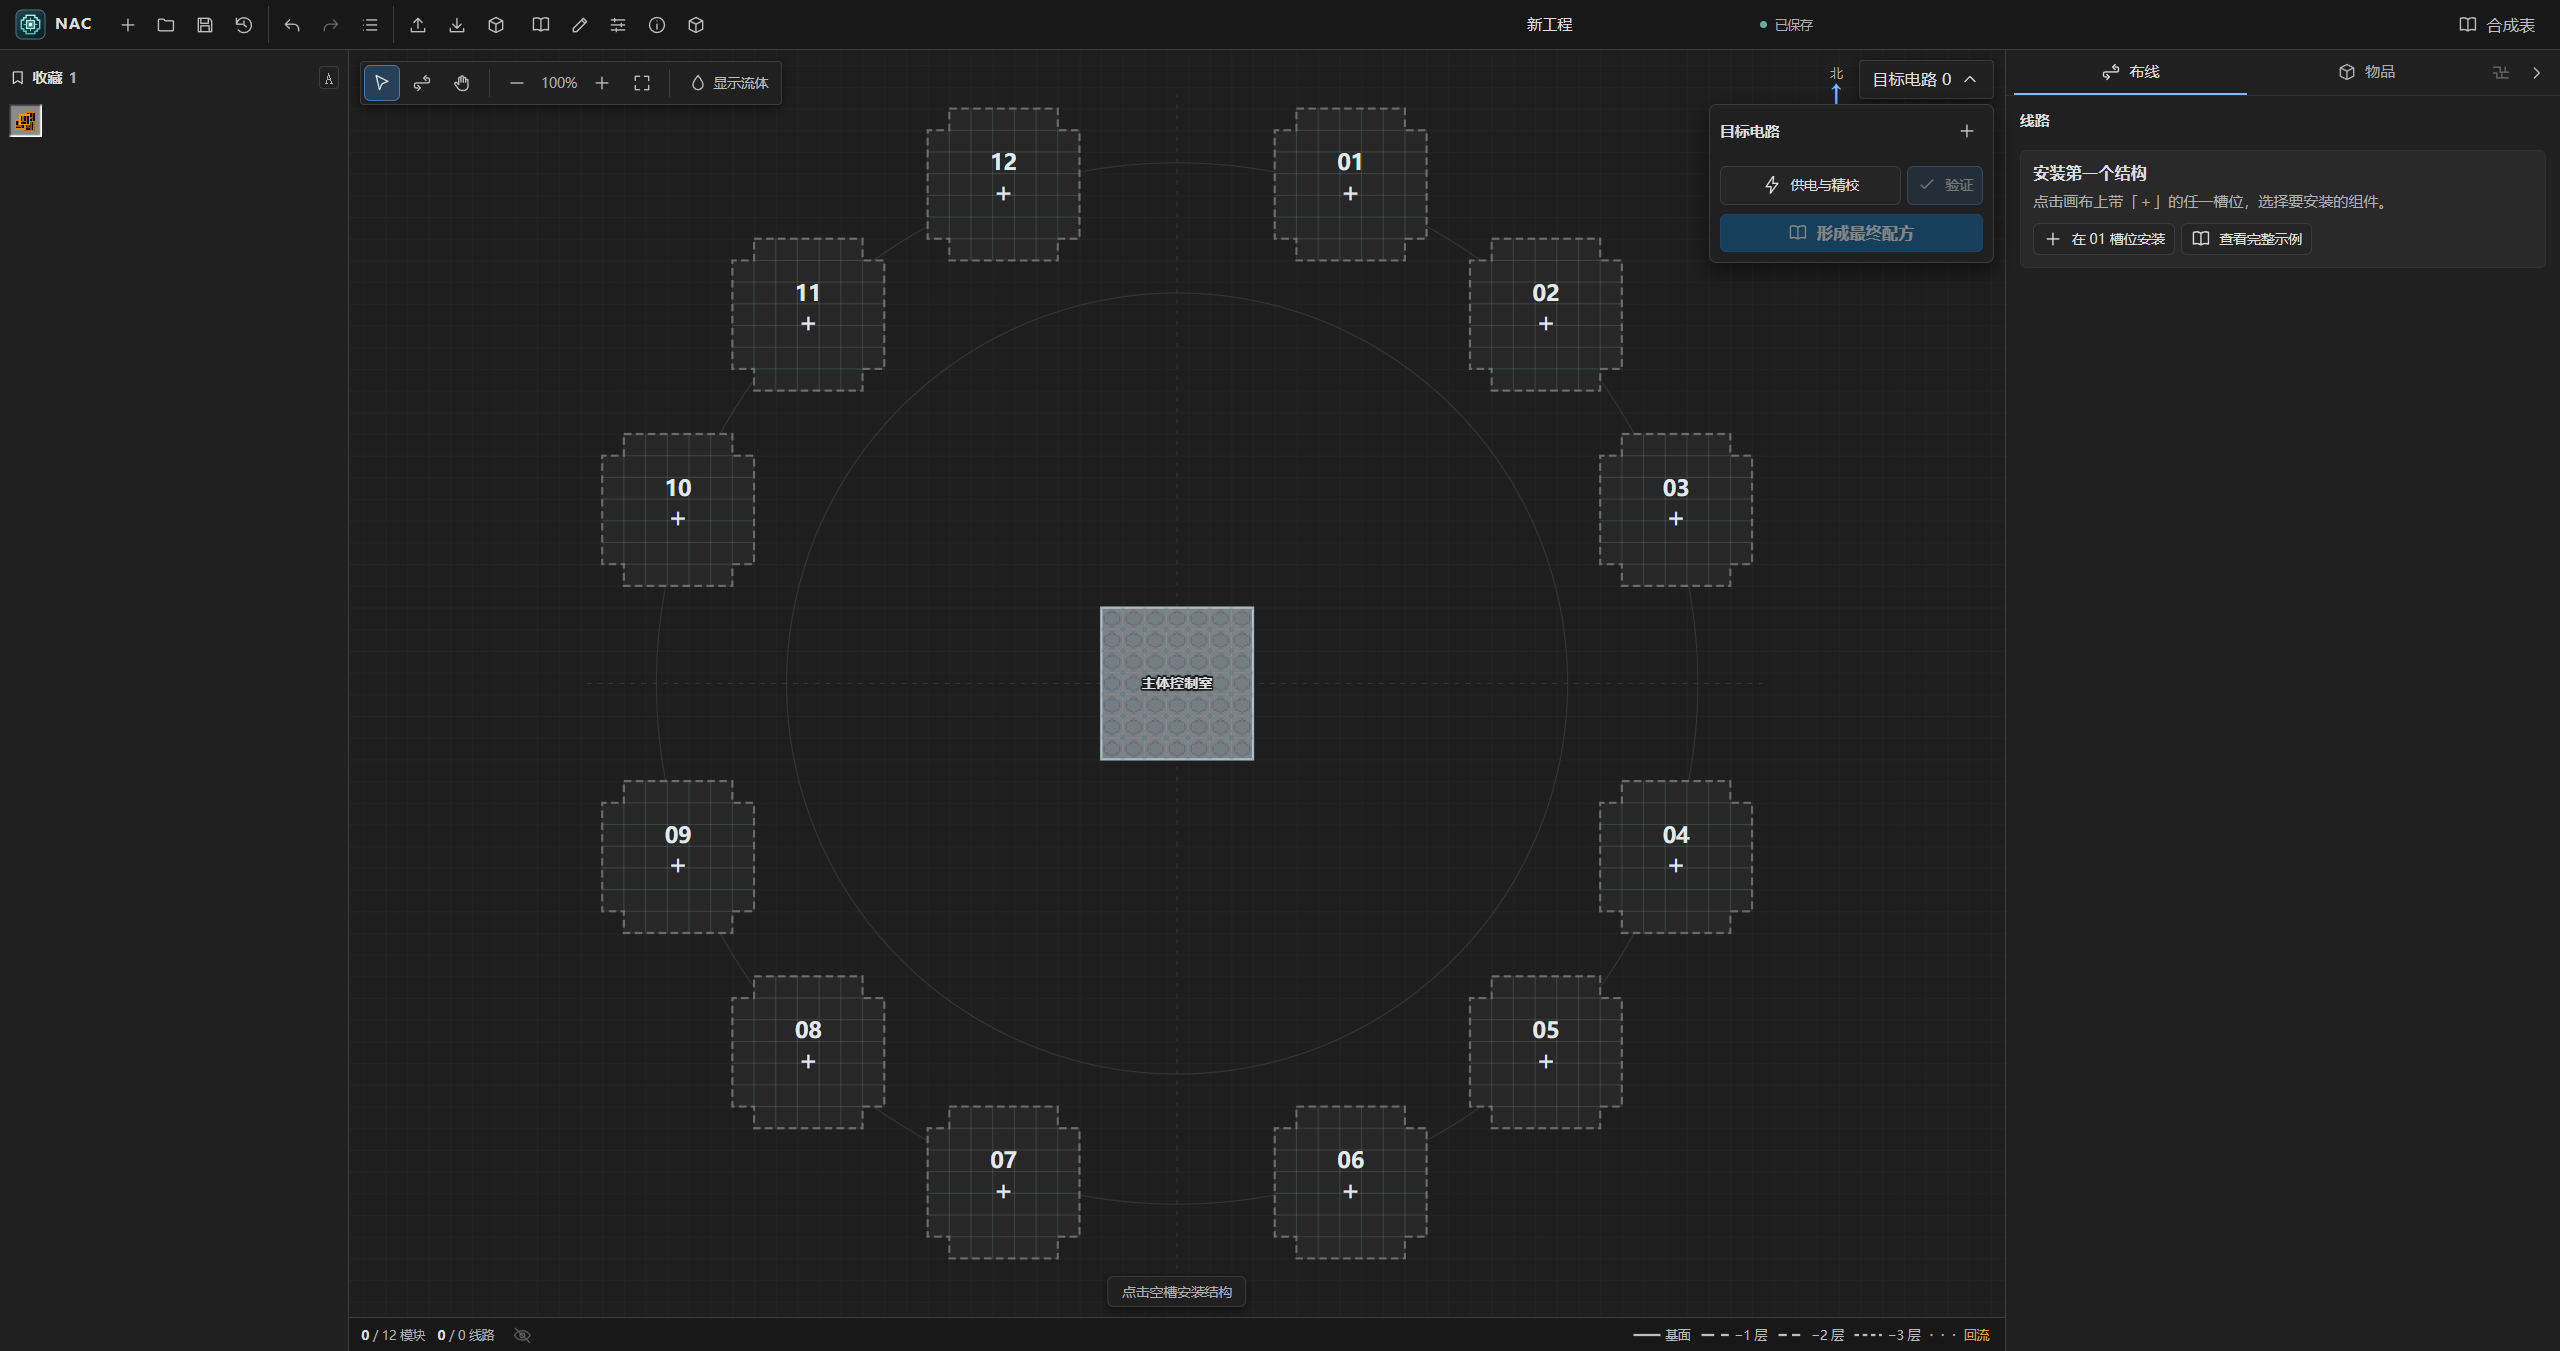 NAC
新工程
已保存
合成表
收藏 1
A
100%
显示流体
北
目标电路 0
布线
物品
目标电路
供电与精校
验证
形成最终配方
线路
安装第一个结构
点击画布上带「+」的任一槽位，选择要安装的组件。
在 01 槽位安装
查看完整示例
12
01
11
02
10
03
主体控制室
09
04
08
05
07
06
点击空槽安装结构
0 / 12 模块 0 / 0 线路
基面 -1 层 -2 层 -3 层 回流